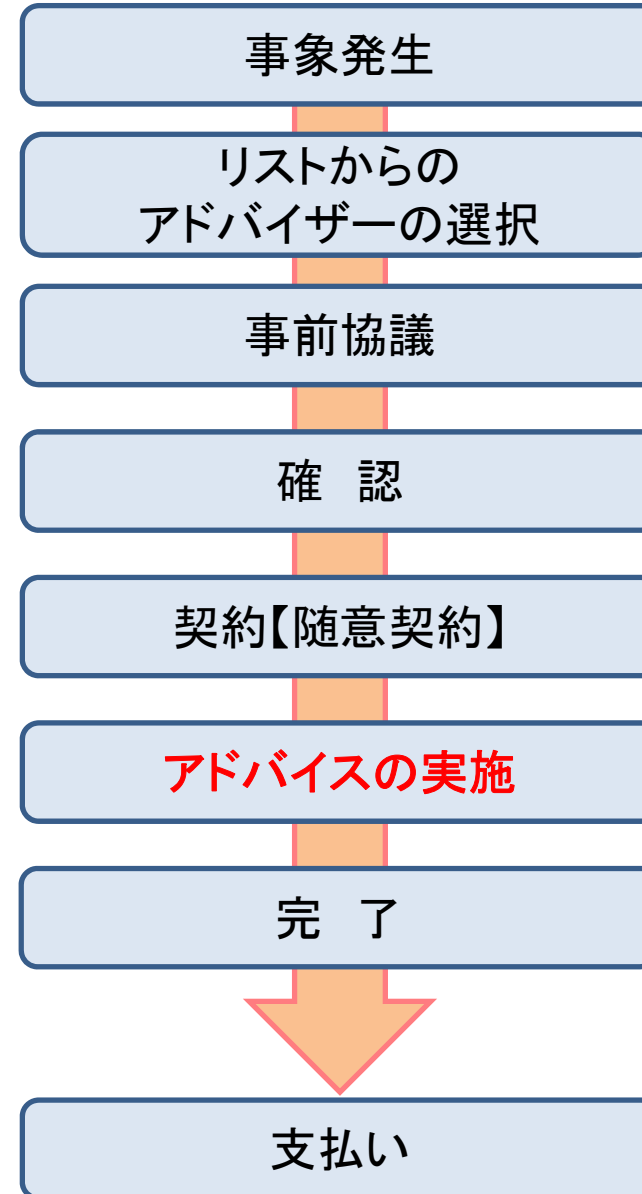 事象発生
リストからの
アドバイザーの選択
事前協議
確　認
契約【随意契約】
アドバイスの実施
完　了
支払い